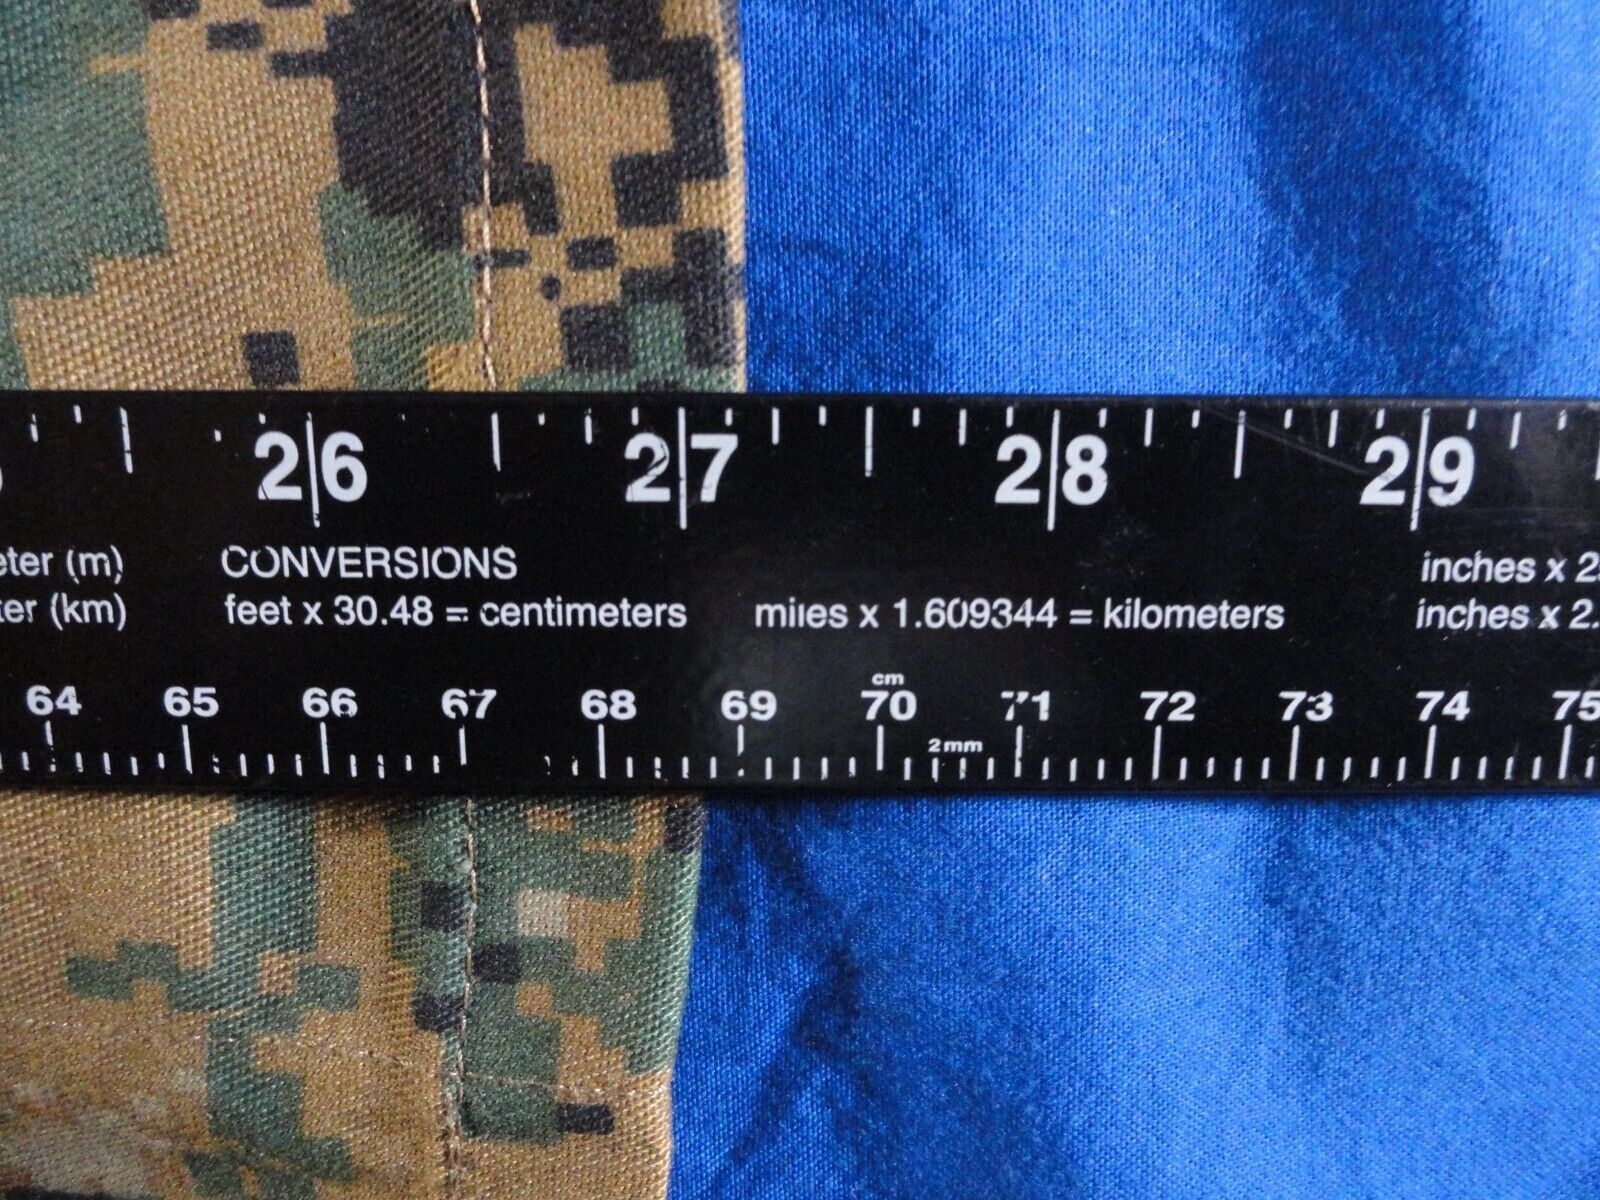 26 27 28 29
eter (m) CONVERSIONS inches x 2
ter (km) feet x 30.48 = centimeters miles x 1.609344 = kilometers inches x 2.
cm
64 65 66 67 68 69 70 71 72 73 74 75
2mm